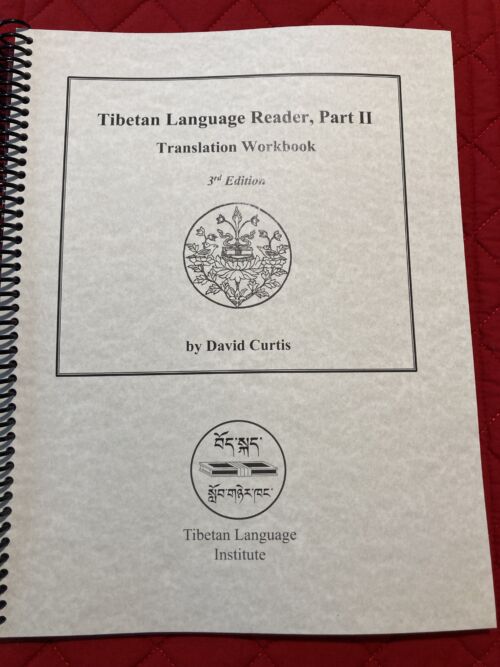 Tibetan Language Reader, Part II
Translation Workbook
3rd Edition
by David Curtis
བོད་སྐད་
སློབ་གཉེར་ཁང་
Tibetan Language
Institute